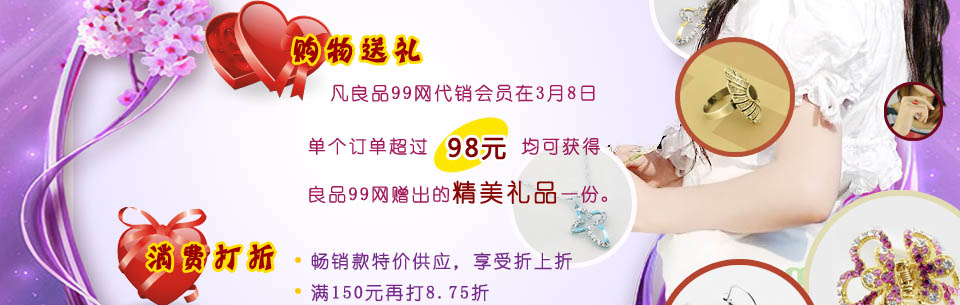 购物送礼
凡良品99网代销会员在3月8日
单个订单超过 98元 均可获得
良品99网赠出的精美礼品一份。
消费打折
• 畅销款特价供应，享受折上折
• 满150元再打8.75折